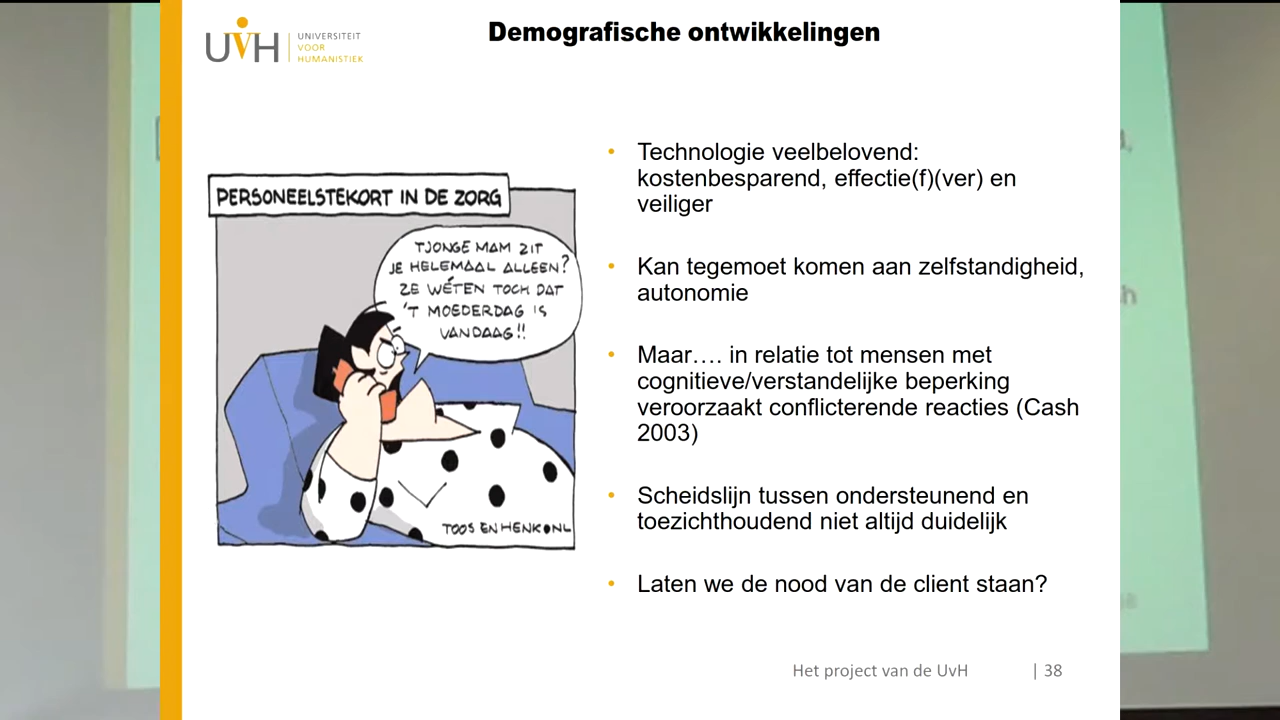 UVH
UNIVERSITEIT
VOOR
HUMANISTIEK
Demografische ontwikkelingen
PERSONEELSTEKORT IN DE ZORG
TJONGE MAM ZIT
JE HELEMAAL ALLEEN?
ZE WÉTEN TOCH DAT
'T MOEDERDAG IS
VANDAAG!!
TOOS EN HENK.NL
• Technologie veelbelovend:
kostenbesparend, effectie(f)(ver) en
veiliger
• Kan tegemoet komen aan zelfstandigheid,
autonomie
• Maar…. in relatie tot mensen met
cognitieve/verstandelijke beperking
veroorzaakt conflicterende reacties (Cash
2003)
• Scheidslijn tussen ondersteunend en
toezichthoudend niet altijd duidelijk
• Laten we de nood van de client staan?
Het project van de UvH | 38